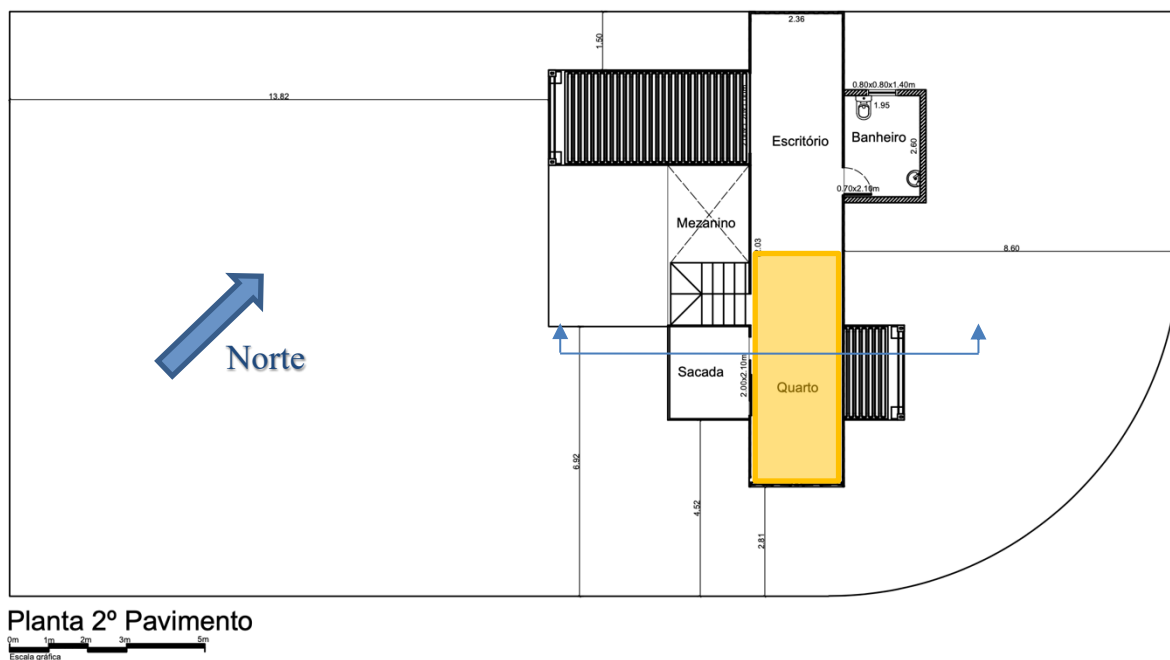 2.36
1.50
0.80x0.80x1.40m
13.82
1.95
Escritório
Banheiro
2.60
0.70x2.10m
Mezanino
8.60
Norte
Sacada
2.00x2.10m
Quarto
6.92
4.52
2.81
Planta 2º Pavimento
0m 1m 2m 3m 5m
Escala gráfica